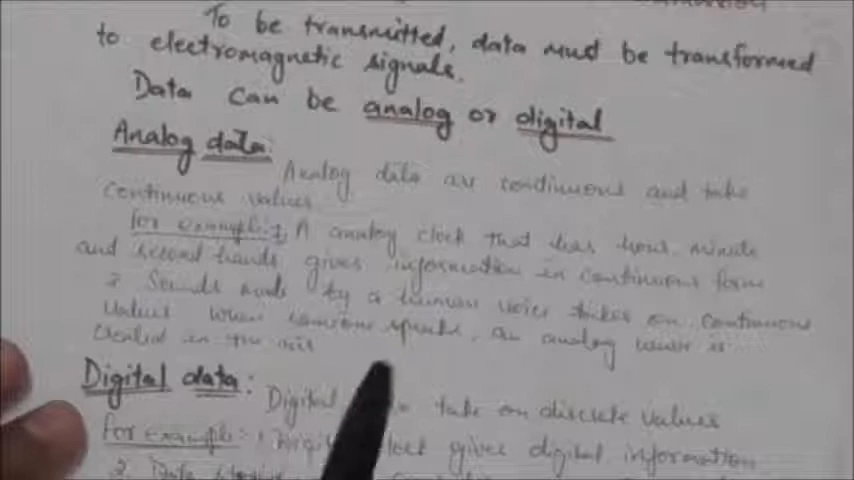 To be transmitted, data must be transformed
to electromagnetic signals.
Data can be analog or digital
Analog data:
Analog data are continuous and take
continuous values
for example:1, A analog clock that has hour, minute
and second hands gives information in continuous form
2 Sounds made by a human voice takes on continuous
values when someone speaks, an analog wave is
created in the air
Digital data:
Digital take on discrete values
for example: 1 Digital clock gives digital information
2. Data